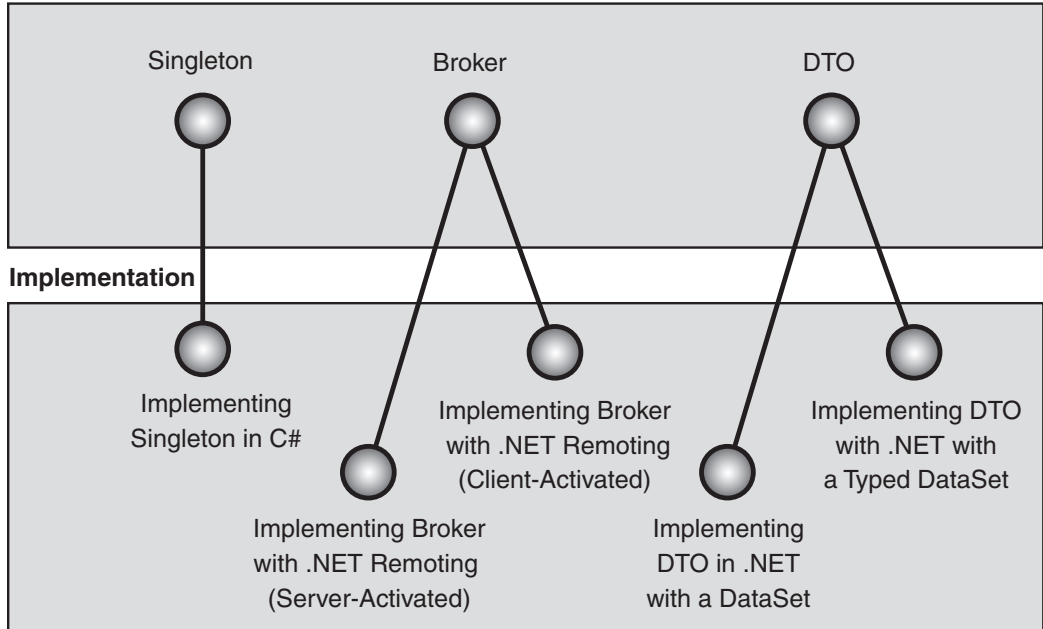 Singleton
Broker
DTO
Implementation
Implementing
Singleton in C#
Implementing Broker
with .NET Remoting
(Server-Activated)
Implementing Broker
with .NET Remoting
(Client-Activated)
Implementing
DTO in .NET
with a DataSet
Implementing DTO
with .NET with
a Typed DataSet